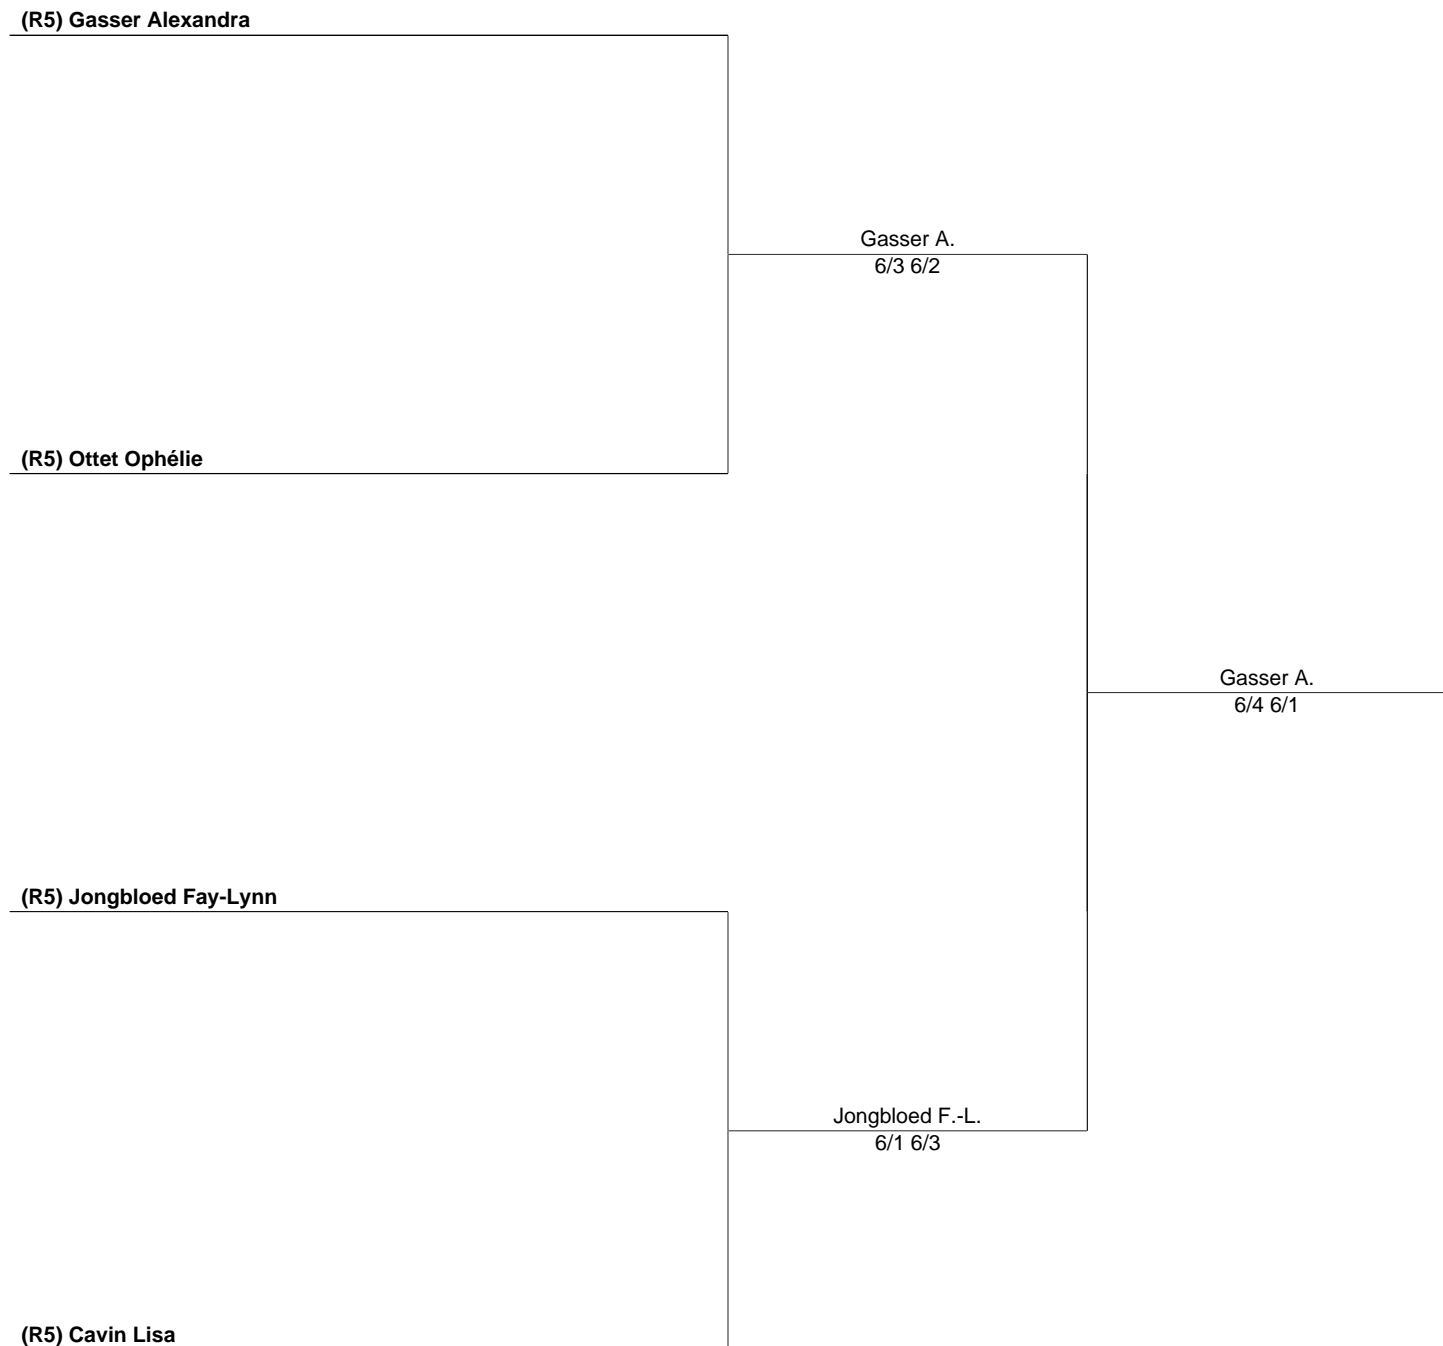 (R5) Gasser Alexandra
Gasser A.
6/3 6/2
(R5) Ottet Ophélie
Gasser A.
6/4 6/1
(R5) Jongbloed Fay-Lynn
Jongbloed F.-L.
6/1 6/3
(R5) Cavin Lisa